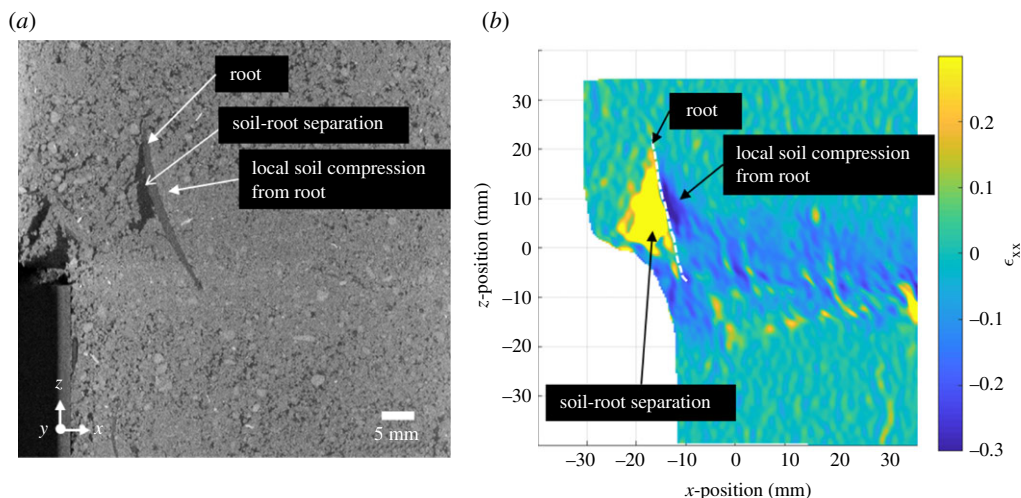 (a)
root
soil-root separation
local soil compression
from root
z
y
x
5 mm
(b)
root
local soil compression
from root
soil-root separation
z-position (mm)
30
20
10
0
–10
–20
–30
–30
–20
–10
0
10
20
30
x-position (mm)
0.2
0.1
0
–0.1
–0.2
–0.3
ϵxx